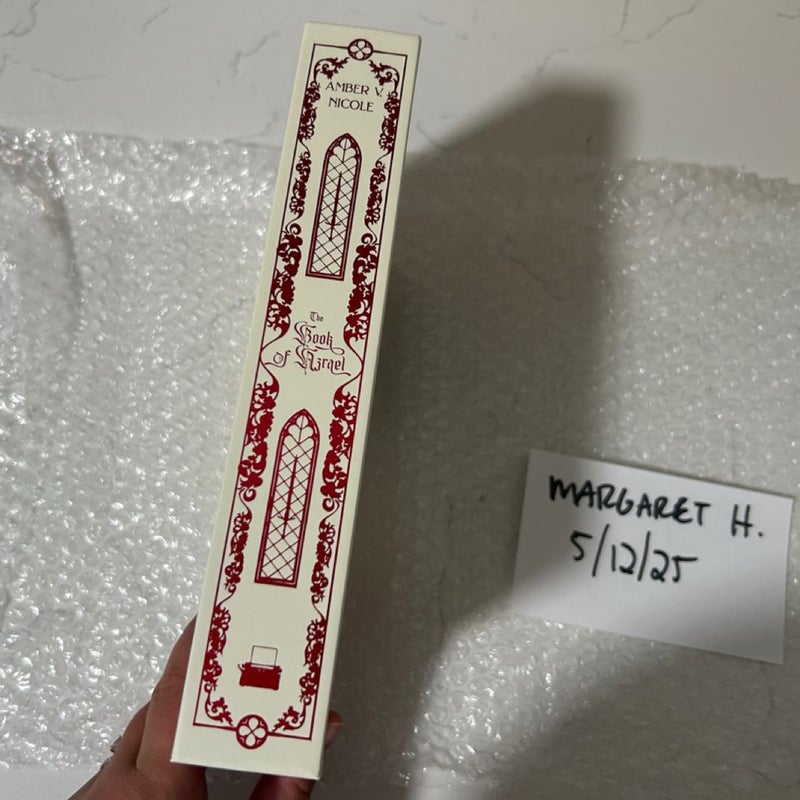 AMBER V.
NICOLE
The
Book
of Azrael
MARGARET H.
5/12/25